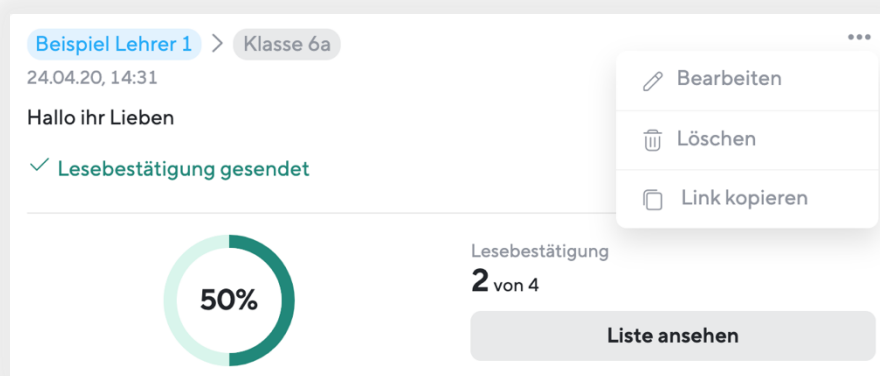 Beispiel Lehrer 1 > Klasse 6a
24.04.20, 14:31
Hallo ihr Lieben
Lesebestätigung gesendet
Bearbeiten
Löschen
Link kopieren
50%
Lesebestätigung
2 von 4
Liste ansehen